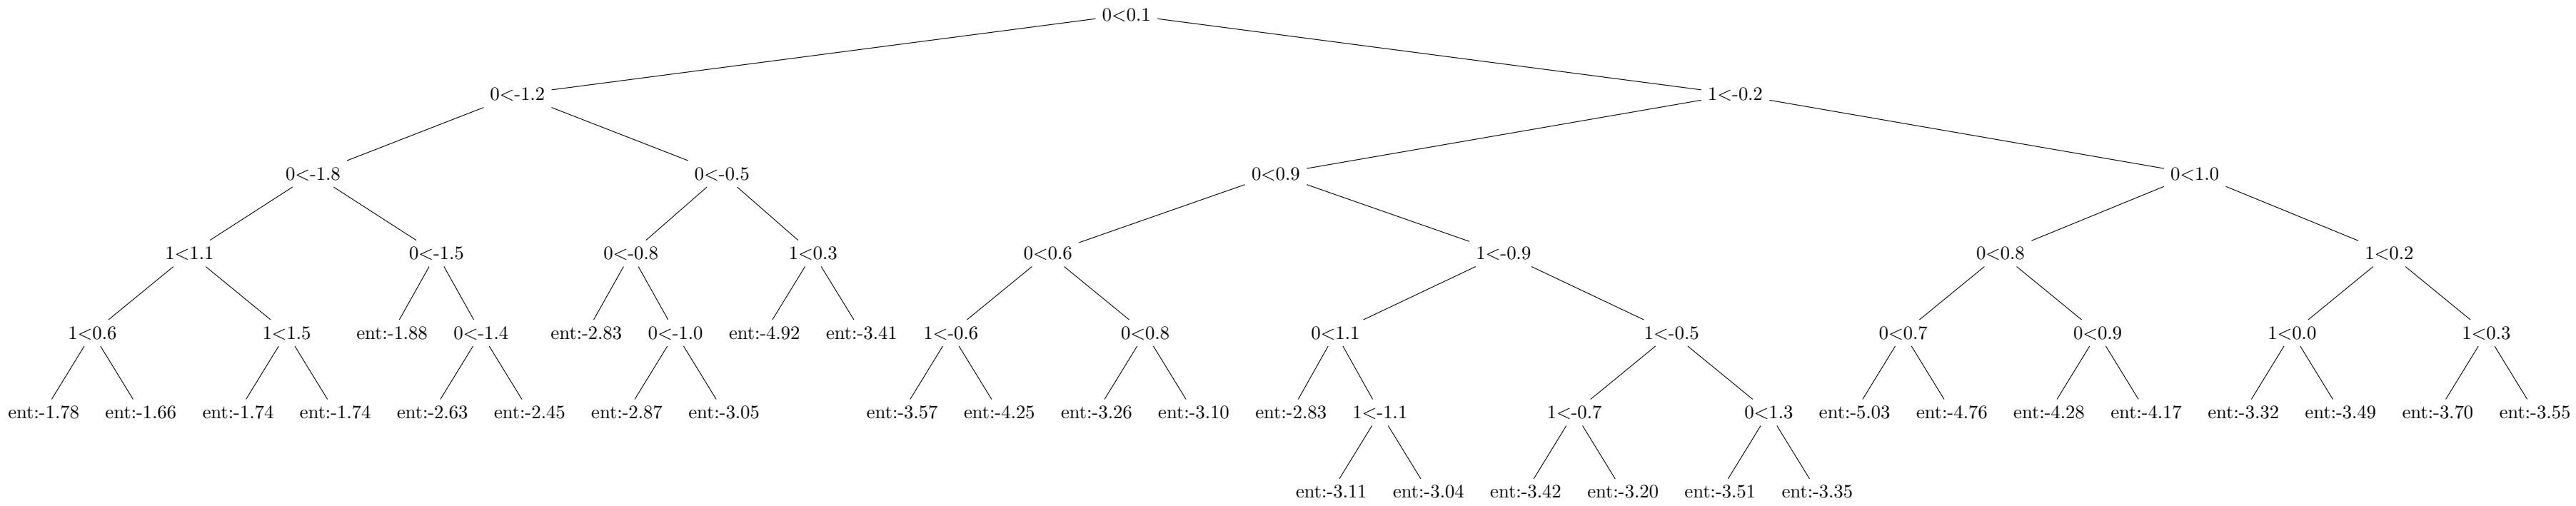 0<0.1
0<-1.2 1<-0.2
0<-1.8 0<-0.5 0<0.9 0<1.0
1<1.1 0<-1.5 0<-0.8 1<0.3 0<0.6 1<-0.9 0<0.8 1<0.2
1<0.6 1<1.5 ent:-1.88 0<-1.4 ent:-2.83 0<-1.0 ent:-4.92 ent:-3.41 1<-0.6 0<0.8 0<1.1 1<-0.5 0<0.7 0<0.9 1<0.0 1<0.3
ent:-1.78 ent:-1.66 ent:-1.74 ent:-1.74 ent:-2.63 ent:-2.45 ent:-2.87 ent:-3.05 ent:-3.57 ent:-4.25 ent:-3.26 ent:-3.10 ent:-2.83 1<-1.1 1<-0.7 0<1.3 ent:-5.03 ent:-4.76 ent:-4.28 ent:-4.17 ent:-3.32 ent:-3.49 ent:-3.70 ent:-3.55
ent:-3.11 ent:-3.04 ent:-3.42 ent:-3.20 ent:-3.51 ent:-3.35